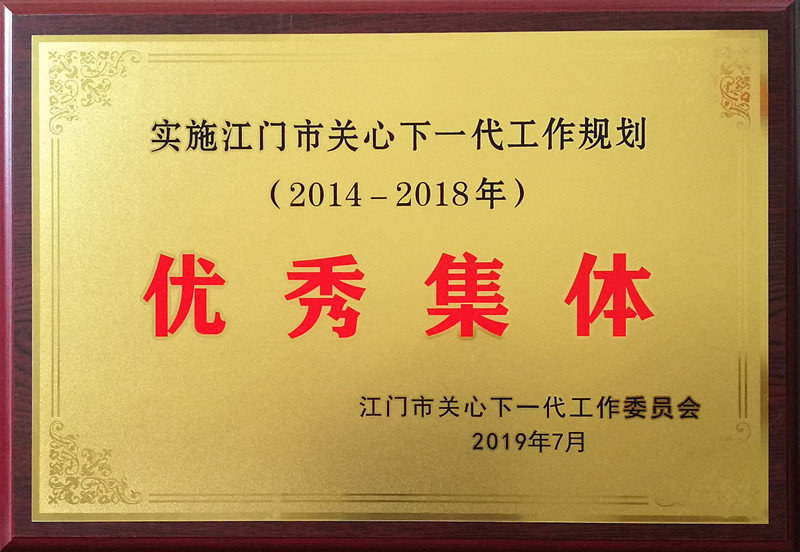 实施江门市关心下一代工作规划
（2014－2018年）
优秀集体
江门市关心下一代工作委员会
2019年7月